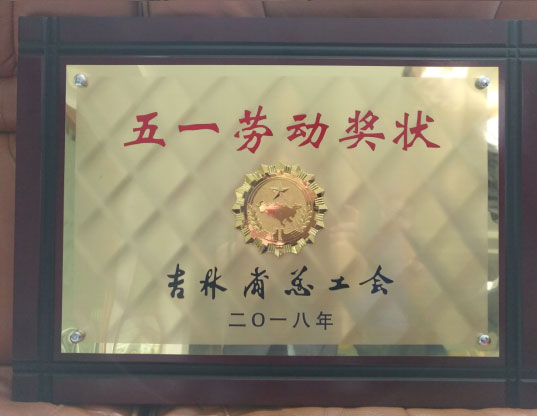 五一劳动奖状
吉林省总工会
二〇一八年